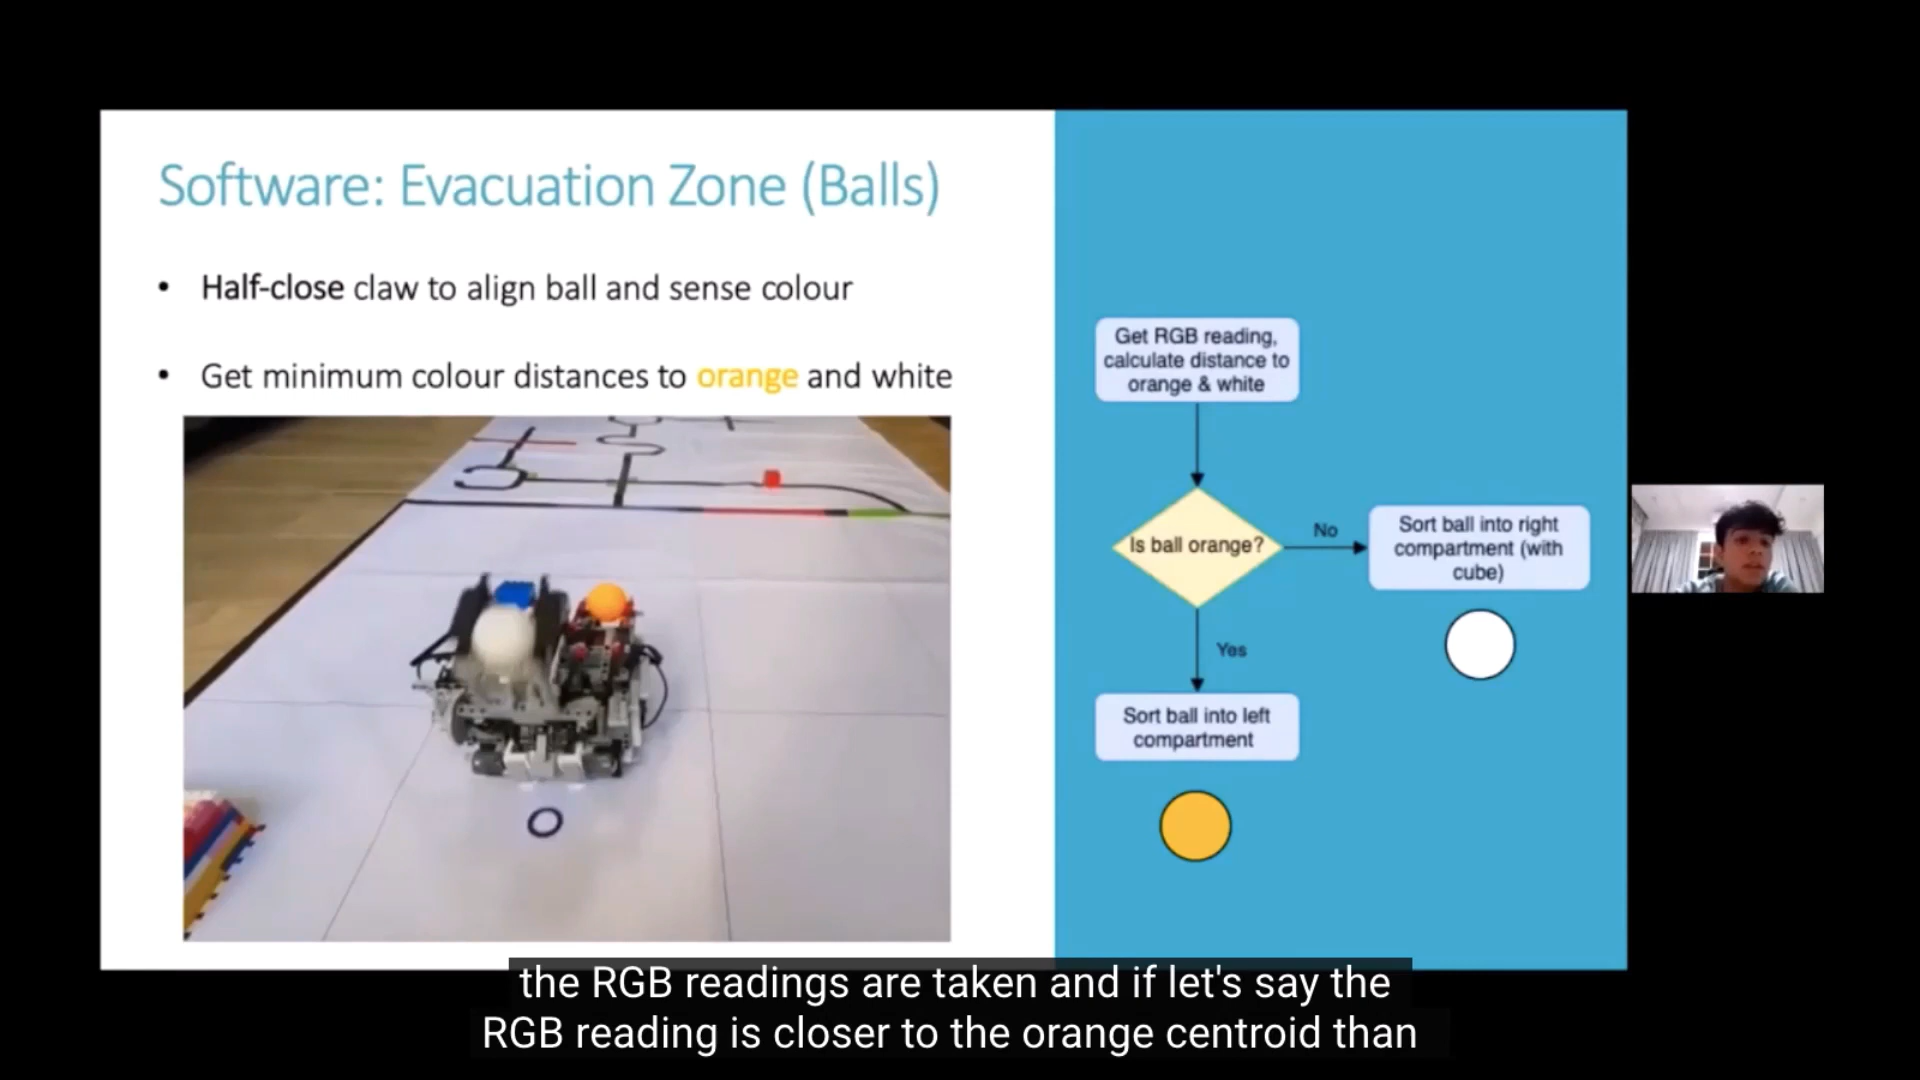 Software: Evacuation Zone (Balls)
• Half-close claw to align ball and sense colour
• Get minimum colour distances to orange and white
Get RGB reading,
calculate distance to
orange & white
Is ball orange?
No
Sort ball into right
compartment (with
cube)
Yes
Sort ball into left
compartment
the RGB readings are taken and if let's say the
RGB reading is closer to the orange centroid than